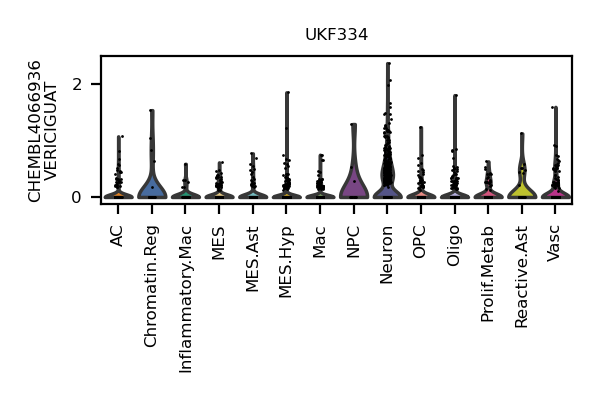 UKF334
CHEMBL4066936
VERICIGUAT
2
0
AC
Chromatin.Reg
Inflammatory.Mac
MES
MES.Ast
MES.Hyp
Mac
NPC
Neuron
OPC
Oligo
Prolif.Metab
Reactive.Ast
Vasc